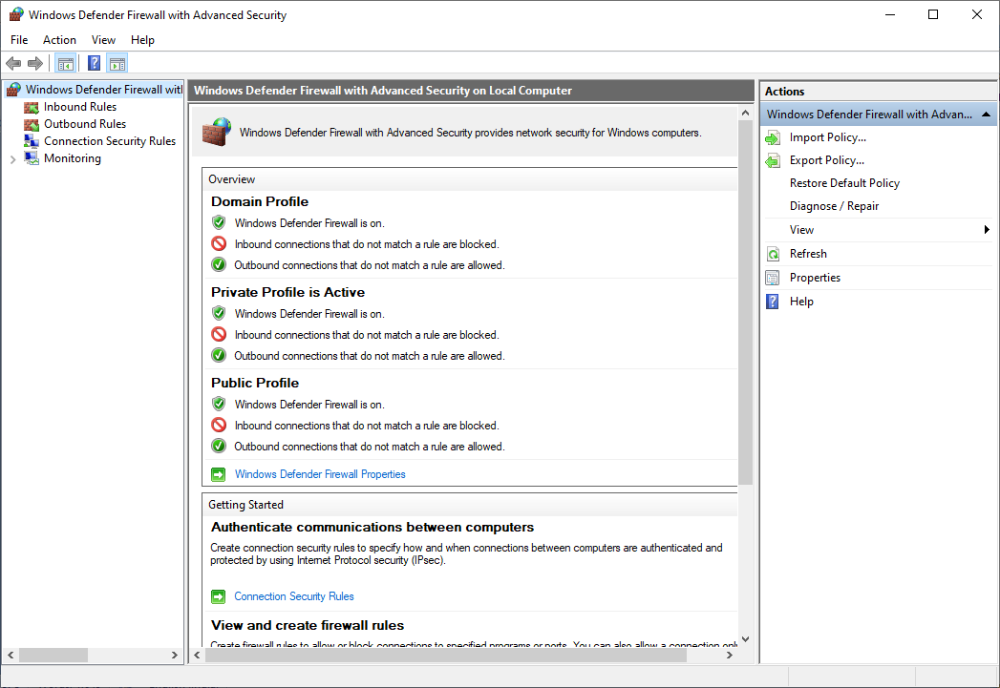 Windows Defender Firewall with Advanced Security
File Action View Help
Windows Defender Firewall with
Inbound Rules
Outbound Rules
Connection Security Rules
Monitoring
Windows Defender Firewall with Advanced Security on Local Computer
Windows Defender Firewall with Advanced Security provides network security for Windows computers.
Overview
Domain Profile
Windows Defender Firewall is on.
Inbound connections that do not match a rule are blocked.
Outbound connections that do not match a rule are allowed.
Private Profile is Active
Windows Defender Firewall is on.
Inbound connections that do not match a rule are blocked.
Outbound connections that do not match a rule are allowed.
Public Profile
Windows Defender Firewall is on.
Inbound connections that do not match a rule are blocked.
Outbound connections that do not match a rule are allowed.
Windows Defender Firewall Properties
Getting Started
Authenticate communications between computers
Create connection security rules to specify how and when connections between computers are authenticated and
protected by using Internet Protocol security (IPsec).
Connection Security Rules
View and create firewall rules
Create firewall rules to allow or block connections to specified programs or ports. You can also allow a connection only
Actions
Windows Defender Firewall with Advan...
Import Policy...
Export Policy...
Restore Default Policy
Diagnose / Repair
View
Refresh
Properties
Help